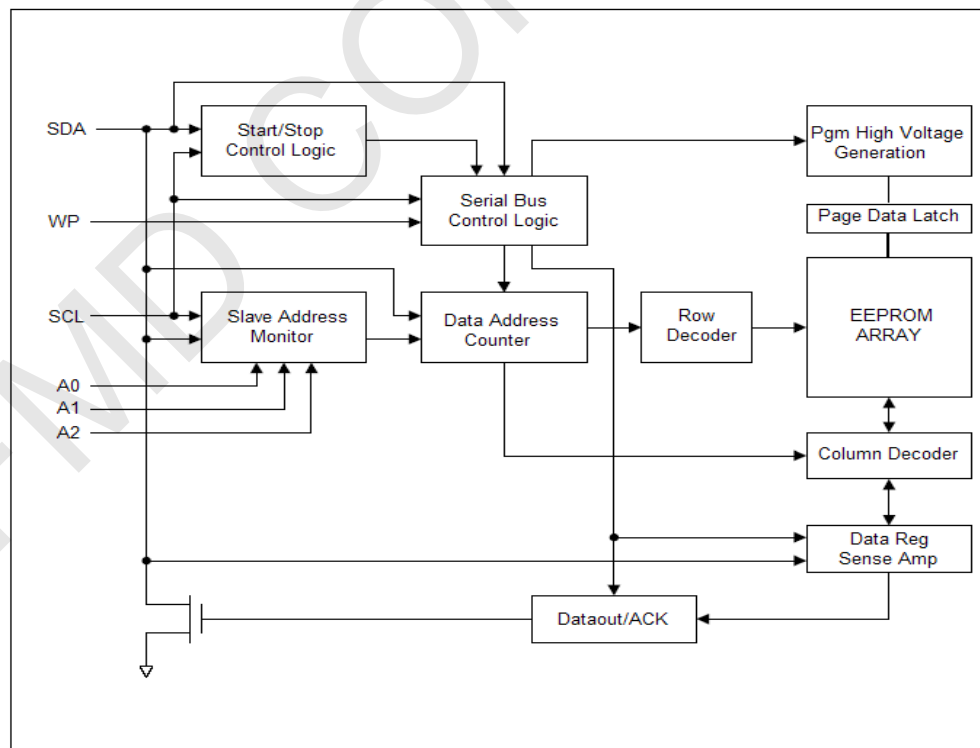 SDA
Start/Stop
Control Logic
Pgm High Voltage
Generation
WP
Serial Bus
Control Logic
Page Data Latch
SCL
Slave Address
Monitor
Data Address
Counter
Row
Decoder
EEPROM
ARRAY
A0
A1
A2
Column Decoder
Data Reg
Sense Amp
Dataout/ACK